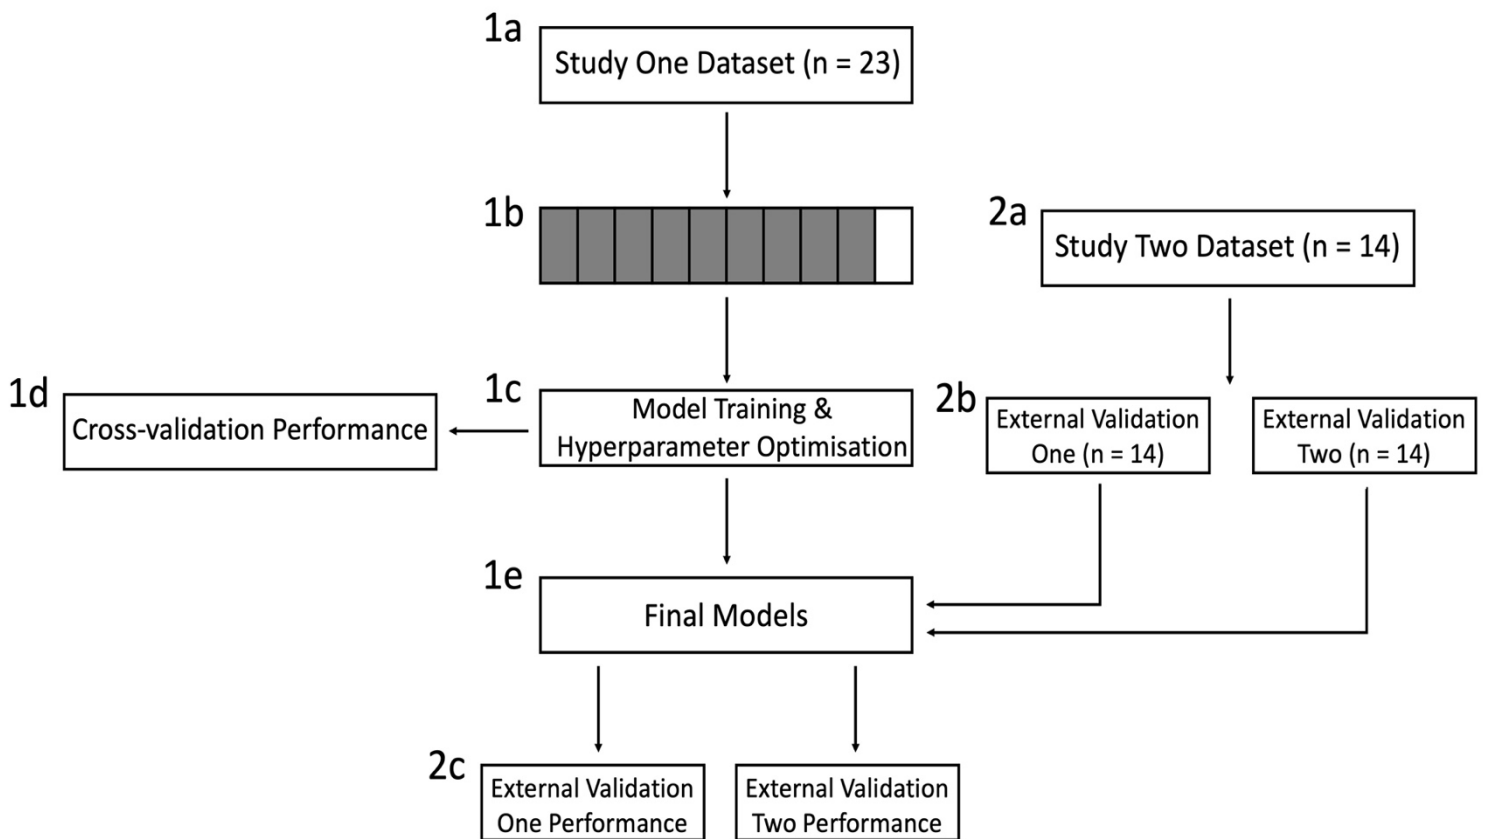 1a
Study One Dataset (n = 23)
1b
2a
Study Two Dataset (n = 14)
1d
Cross-validation Performance
1c
Model Training &
Hyperparameter Optimisation
2b
External Validation
One (n = 14)
External Validation
Two (n = 14)
1e
Final Models
2c
External Validation
One Performance
External Validation
Two Performance